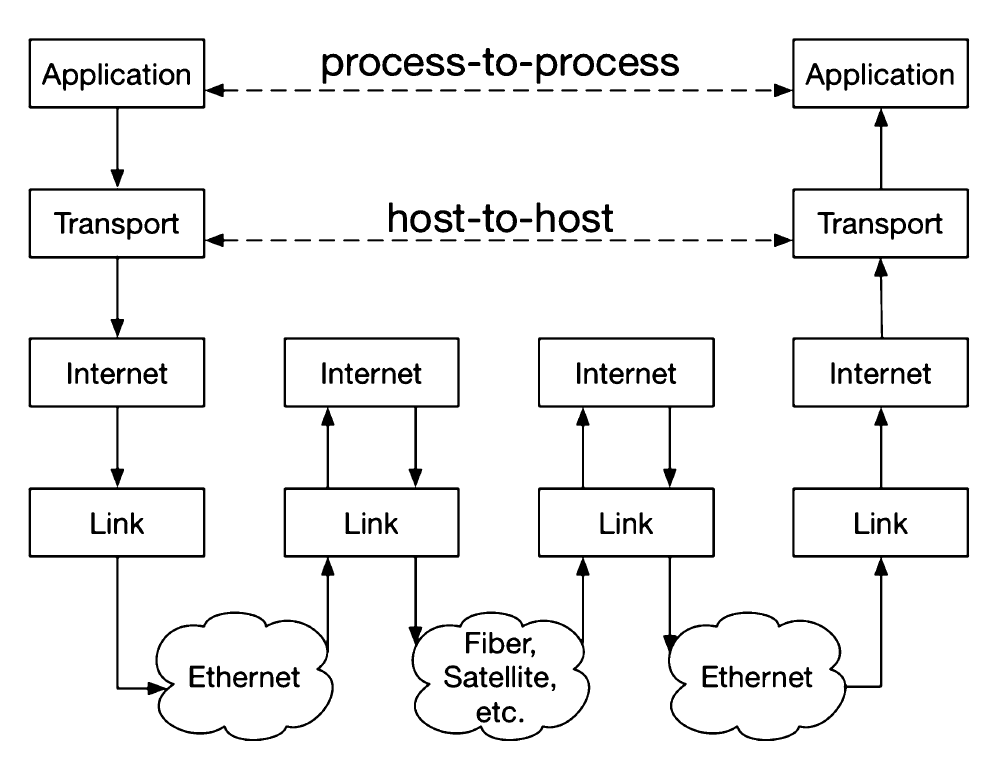 process-to-process
Application
Application
host-to-host
Transport
Transport
Internet
Internet
Internet
Internet
Link
Link
Link
Link
Ethernet
Fiber,
Satellite,
etc.
Ethernet